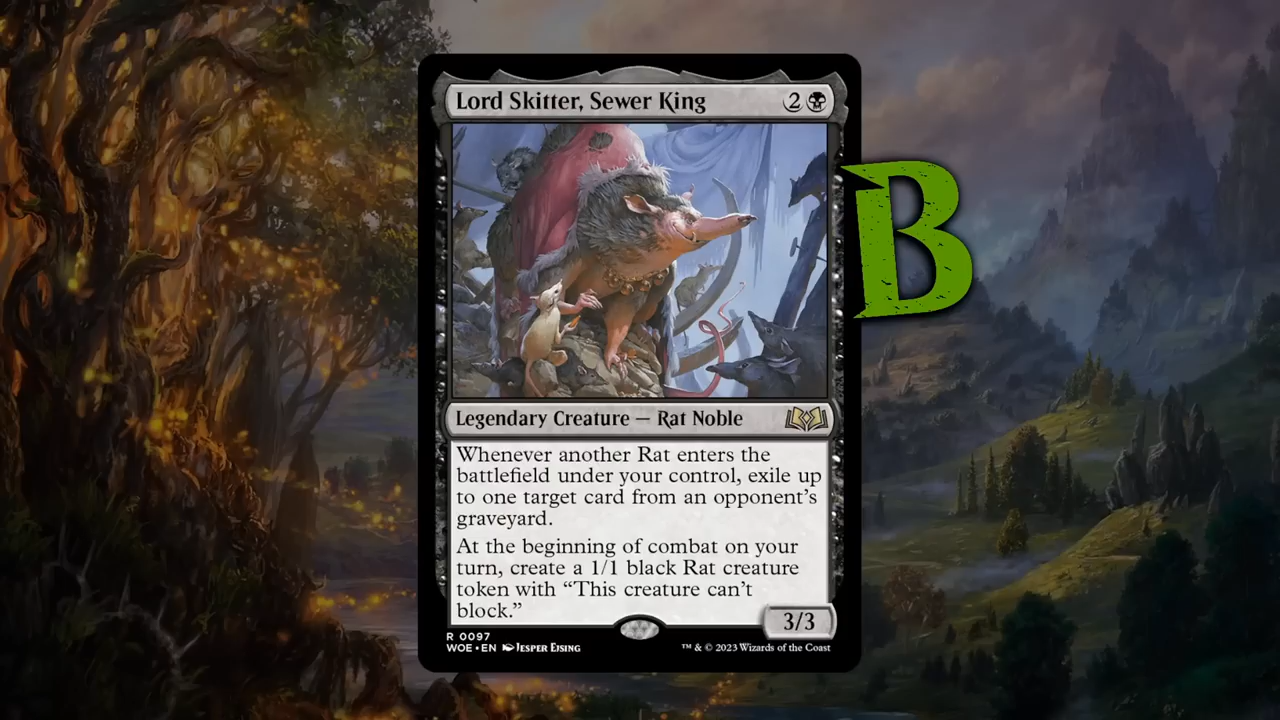 Lord Skitter, Sewer King 2
B
Legendary Creature — Rat Noble
Whenever another Rat enters the
battlefield under your control, exile up
to one target card from an opponent's
graveyard.
At the beginning of combat on your
turn, create a 1/1 black Rat creature
token with “This creature can't
block.”
3/3
R 0097
WOE • EN Jesper Eising
™ & © 2023 Wizards of the Coast